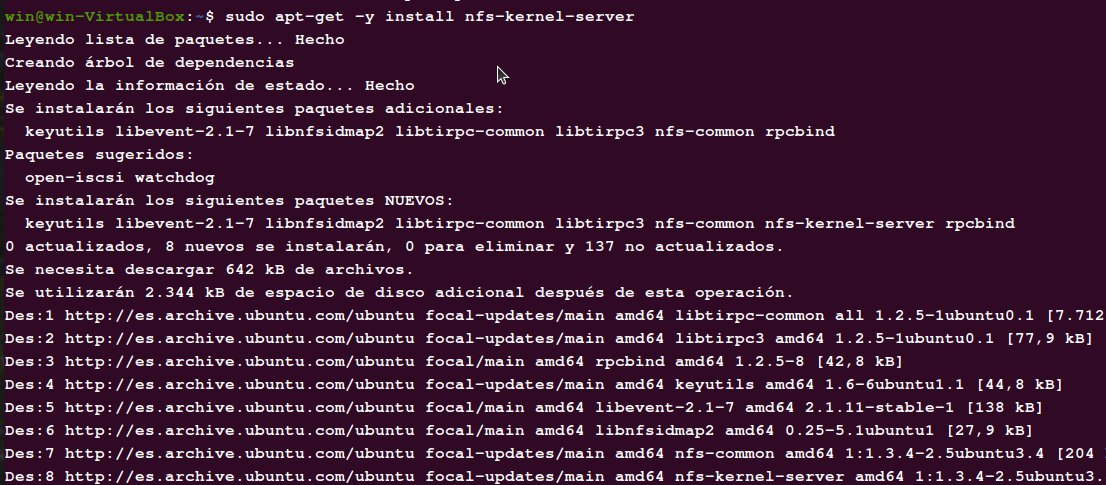 win@win-VirtualBox:~$ sudo apt-get -y install nfs-kernel-server
Leyendo lista de paquetes... Hecho
Creando árbol de dependencias
Leyendo la información de estado... Hecho
Se instalarán los siguientes paquetes adicionales:
keyutils libevent-2.1-7 libnfsidmap2 libtirpc-common libtirpc3 nfs-common rpcbind
Paquetes sugeridos:
open-iscsi watchdog
Se instalarán los siguientes paquetes NUEVOS:
keyutils libevent-2.1-7 libnfsidmap2 libtirpc-common libtirpc3 nfs-common nfs-kernel-server rpcbind
0 actualizados, 8 nuevos se instalarán, 0 para eliminar y 137 no actualizados.
Se necesita descargar 642 kB de archivos.
Se utilizarán 2.344 kB de espacio de disco adicional después de esta operación.
Des:1 http://es.archive.ubuntu.com/ubuntu focal-updates/main amd64 libtirpc-common all 1.2.5-1ubuntu0.1 [7.712
Des:2 http://es.archive.ubuntu.com/ubuntu focal-updates/main amd64 libtirpc3 amd64 1.2.5-1ubuntu0.1 [77,9 kB]
Des:3 http://es.archive.ubuntu.com/ubuntu focal/main amd64 rpcbind amd64 1.2.5-8 [42,8 kB]
Des:4 http://es.archive.ubuntu.com/ubuntu focal-updates/main amd64 keyutils amd64 1.6-6ubuntu1.1 [44,8 kB]
Des:5 http://es.archive.ubuntu.com/ubuntu focal/main amd64 libevent-2.1-7 amd64 2.1.11-stable-1 [138 kB]
Des:6 http://es.archive.ubuntu.com/ubuntu focal/main amd64 libnfsidmap2 amd64 0.25-5.1ubuntu1 [27,9 kB]
Des:7 http://es.archive.ubuntu.com/ubuntu focal-updates/main amd64 nfs-common amd64 1:1.3.4-2.5ubuntu3.4 [204
Des:8 http://es.archive.ubuntu.com/ubuntu focal-updates/main amd64 nfs-kernel-server amd64 1:1.3.4-2.5ubuntu3.